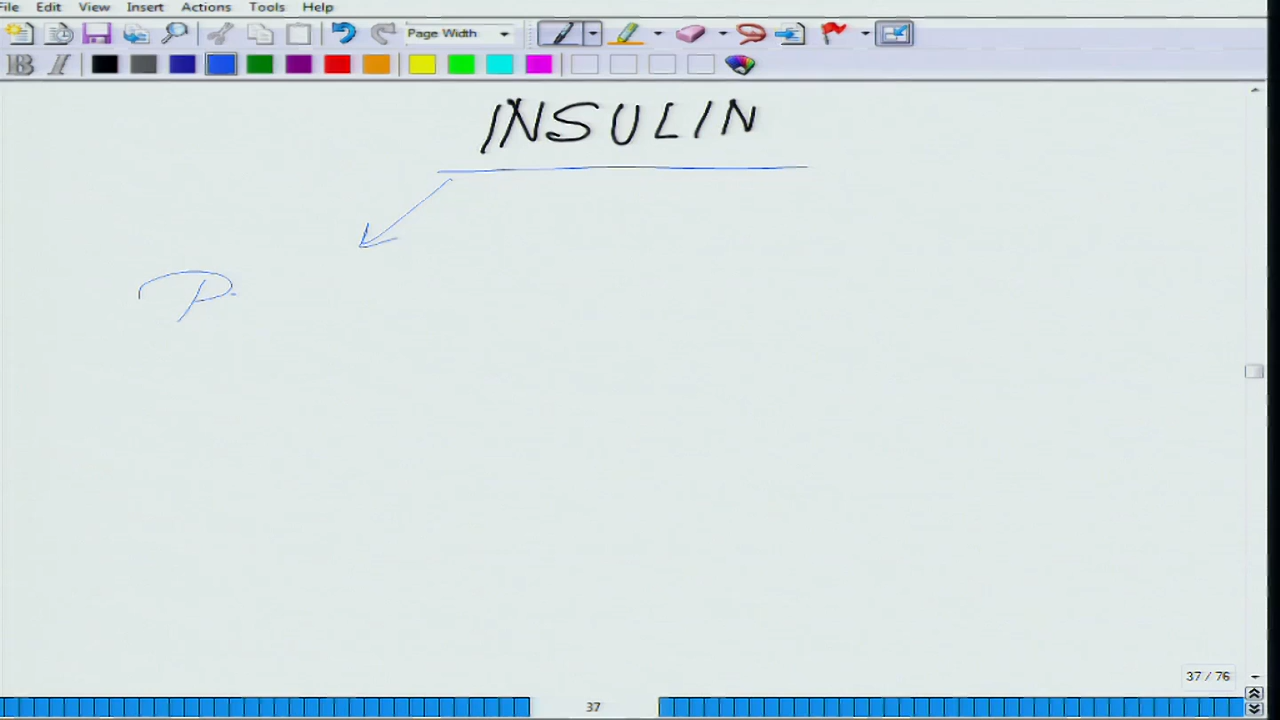 File Edit View Insert Actions Tools Help
Page Width
B I
INSULIN
P
37 / 76
37